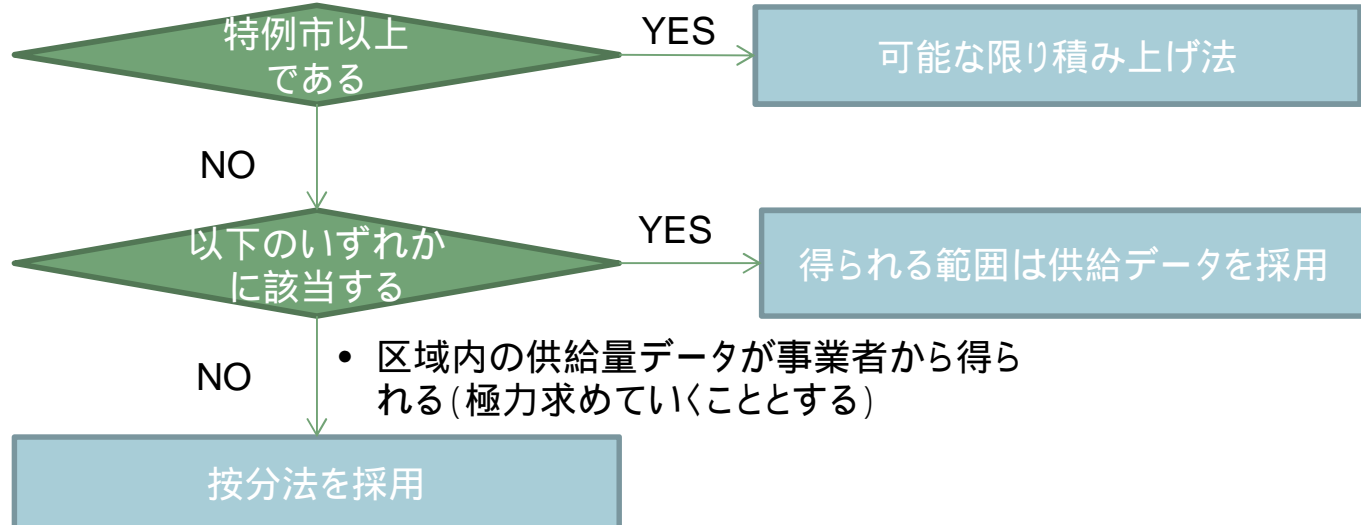 特例市以上
である
YES
可能な限り積み上げ法
NO
以下のいずれか
に該当する
YES
得られる範囲は供給データを採用
NO
• 区域内の供給量データが事業者から得ら
れる(極力求めていくこととする)
按分法を採用